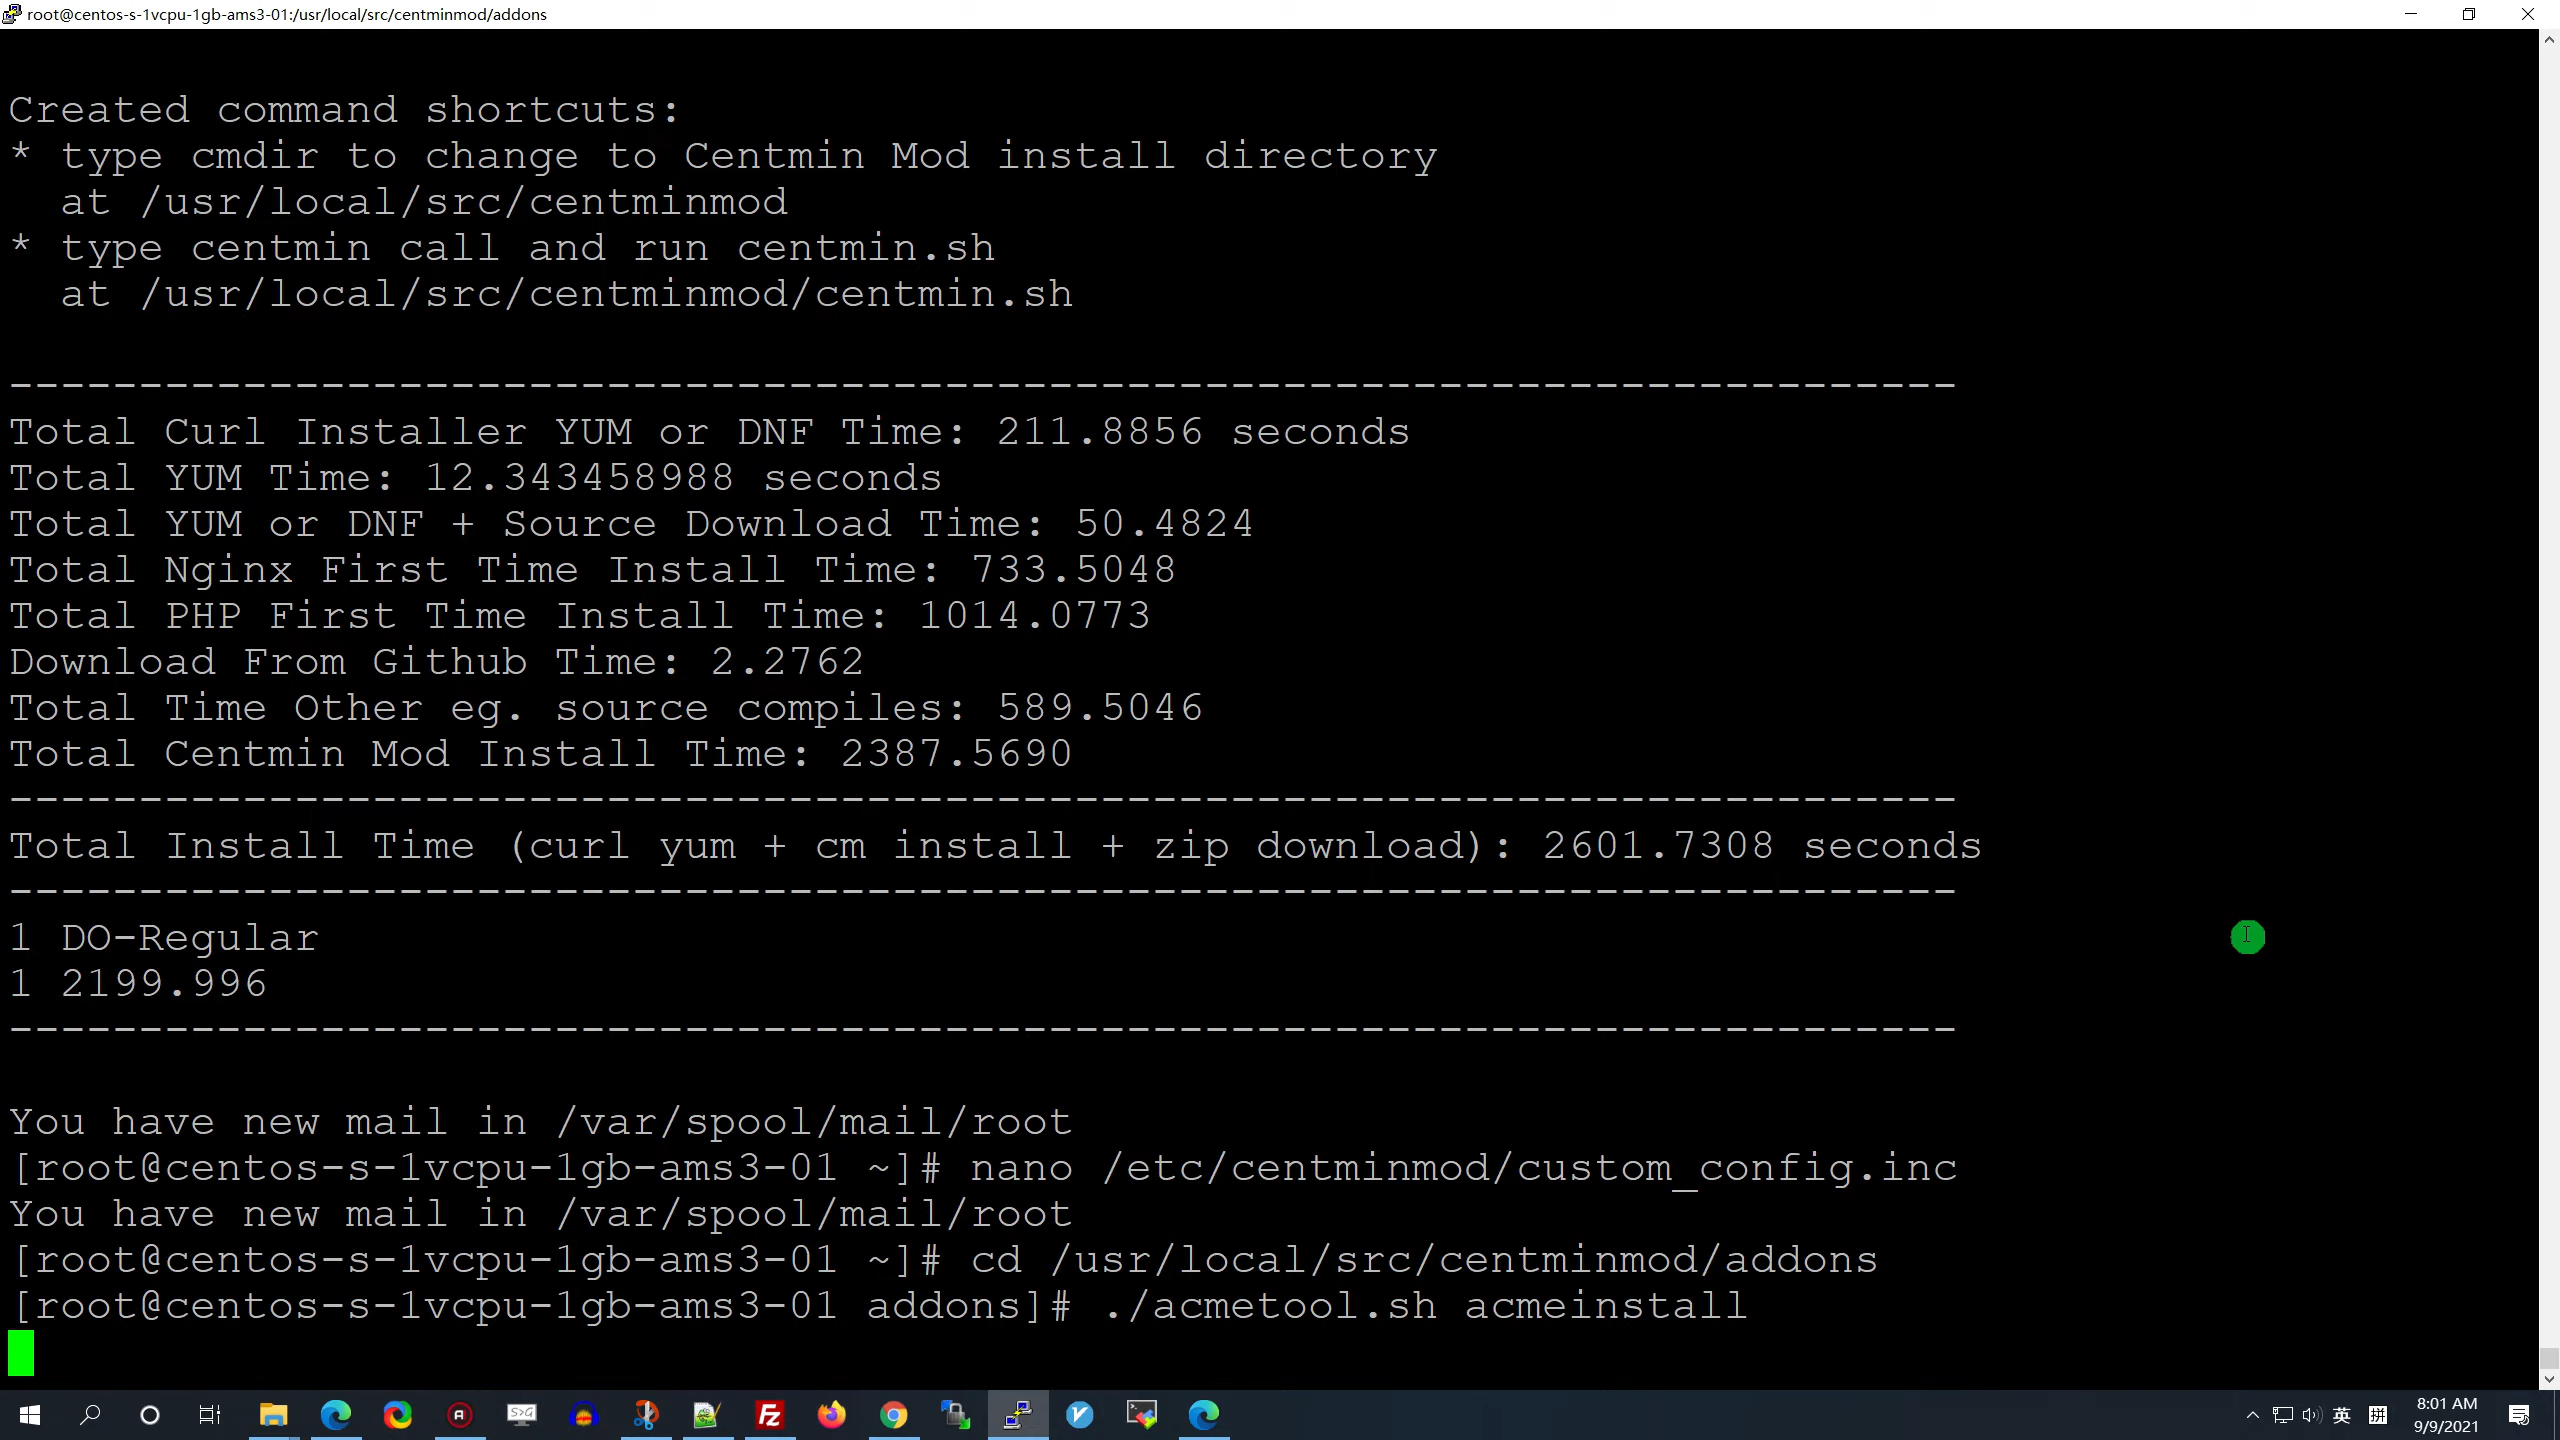 root@centos-s-1vcpu-1gb-ams3-01:/usr/local/src/centminmod/addons
Created command shortcuts:
* type cmdir to change to Centmin Mod install directory
  at /usr/local/src/centminmod
* type centmin call and run centmin.sh
  at /usr/local/src/centminmod/centmin.sh
---------------------------------------------------------------------------
Total Curl Installer YUM or DNF Time: 211.8856 seconds
Total YUM Time: 12.343458988 seconds
Total YUM or DNF + Source Download Time: 50.4824
Total Nginx First Time Install Time: 733.5048
Total PHP First Time Install Time: 1014.0773
Download From Github Time: 2.2762
Total Time Other eg. source compiles: 589.5046
Total Centmin Mod Install Time: 2387.5690
---------------------------------------------------------------------------
Total Install Time (curl yum + cm install + zip download): 2601.7308 seconds
---------------------------------------------------------------------------
1 DO-Regular
1 2199.996
---------------------------------------------------------------------------
You have new mail in /var/spool/mail/root
[root@centos-s-1vcpu-1gb-ams3-01 ~]# nano /etc/centminmod/custom_config.inc
You have new mail in /var/spool/mail/root
[root@centos-s-1vcpu-1gb-ams3-01 ~]# cd /usr/local/src/centminmod/addons
[root@centos-s-1vcpu-1gb-ams3-01 addons]# ./acmetool.sh acmeinstall
S>G
Fz
英
拼
8:01 AM
9/9/2021